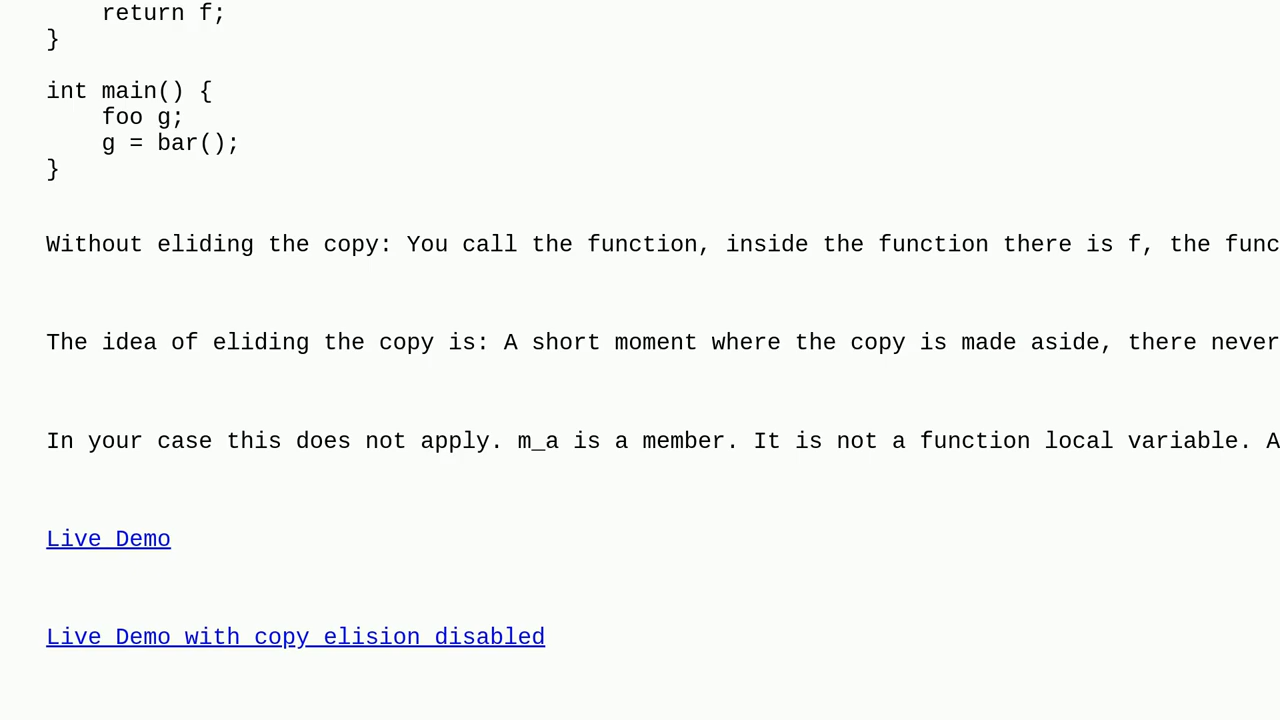 return f;
}
int main() {
    foo g;
    g = bar();
}
Without eliding the copy: You call the function, inside the function there is f, the func
The idea of eliding the copy is: A short moment where the copy is made aside, there never
In your case this does not apply. m_a is a member. It is not a function local variable. A
Live Demo
Live Demo with copy elision disabled